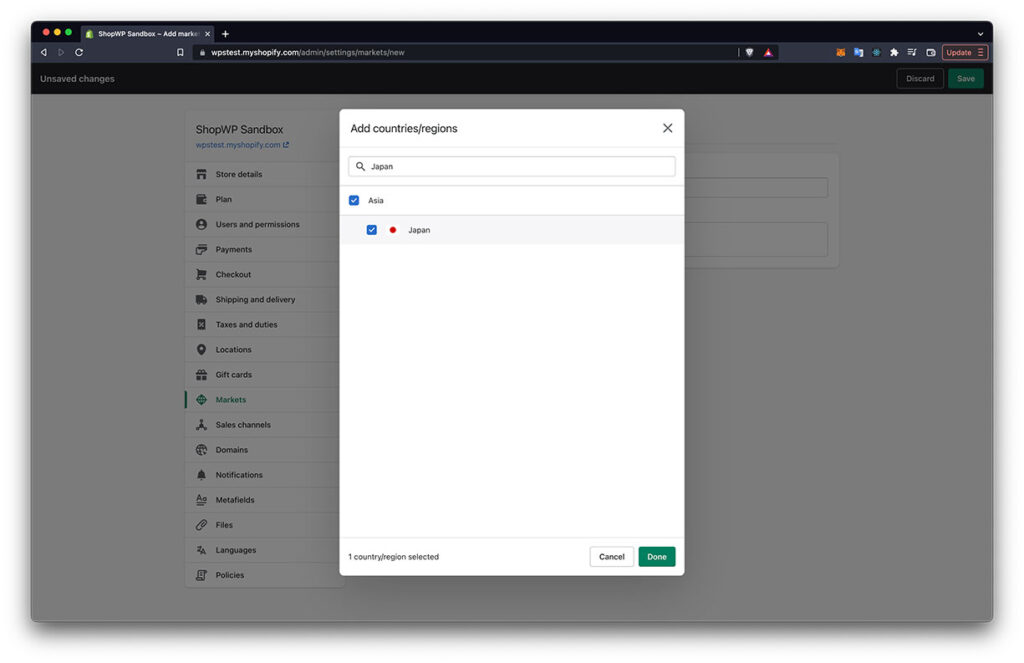 ShopWP Sandbox ~ Add marke
wpstest.myshopify.com/admin/settings/markets/new
Update
Unsaved changes
Discard
Save
ShopWP Sandbox
wpstest.myshopify.com
Store details
Plan
Users and permissions
Payments
Checkout
Shipping and delivery
Taxes and duties
Locations
Gift cards
Markets
Sales channels
Domains
Notifications
Metafields
Files
Languages
Policies
Add countries/regions
Japan
Asia
Japan
1 country/region selected
Cancel
Done